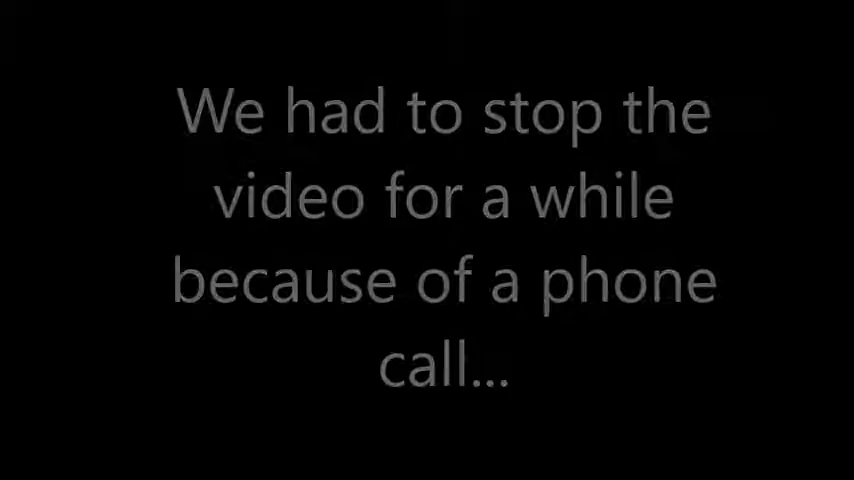 We had to stop the
video for a while
because of a phone
call...